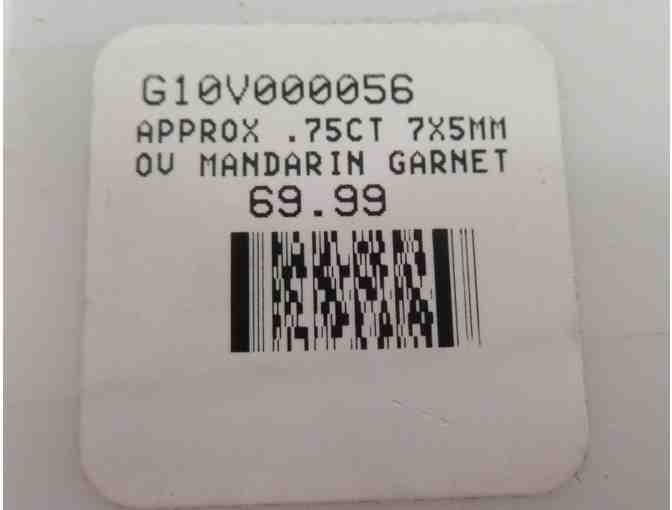 G10V000056
APPROX .75CT 7X5MM
OV MANDARIN GARNET
69.99